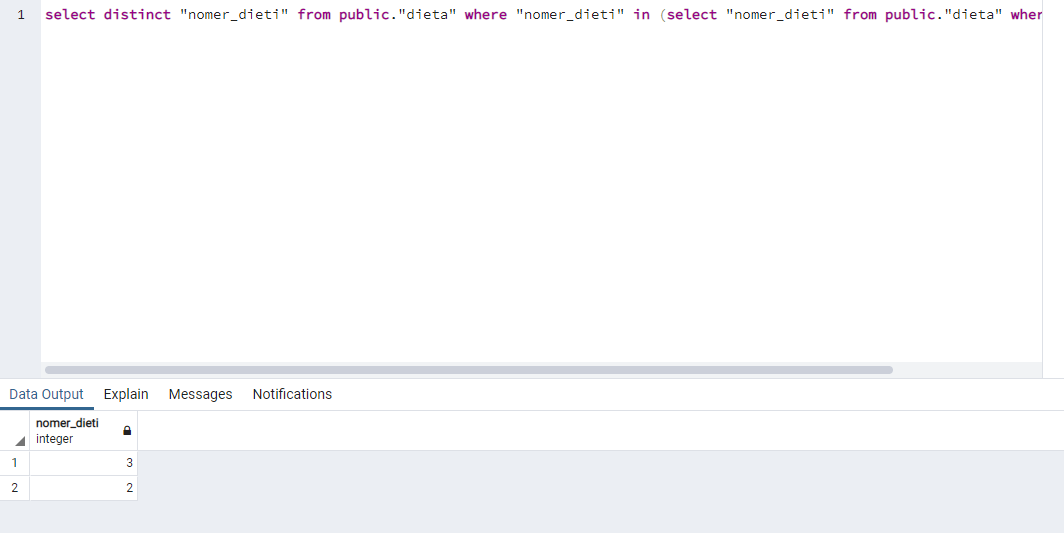 1 select distinct "nomer_dieti" from public."dieta" where "nomer_dieti" in (select "nomer_dieti" from public."dieta" wher
Data Output Explain Messages Notifications
nomer_dieti
integer
1 3
2 2